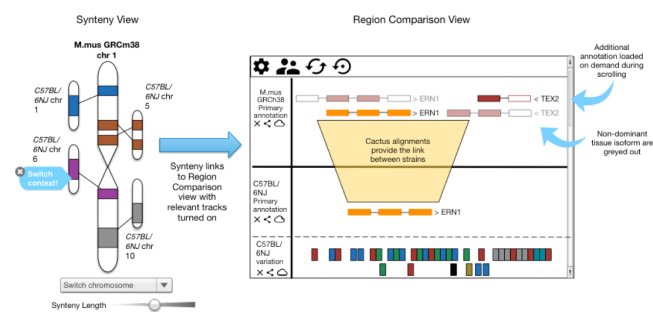 Synteny View
Region Comparison View
M.mus GRCm38
chr 1
C57BL/
6NJ chr
1
C57BL/
6NJ chr
5
C57BL/
6NJ chr
6
Switch
context!
C57BL/
6NJ chr
10
Switch chromosome
Synteny Length
Synteny links
to Region
Comparison
view with
relevant tracks
turned on
M.mus
GRCh38
Primary
annotation
> ERN1
< TEX2
> ERN1
< TEX2
Cactus alignments
provide the link
between strains
C57BL/
6NJ
Primary
annotation
> ERN1
C57BL/
6NJ
variation
Additional
annotation loaded
on demand during
scrolling
Non-dominant
tissue isoform are
greyed out